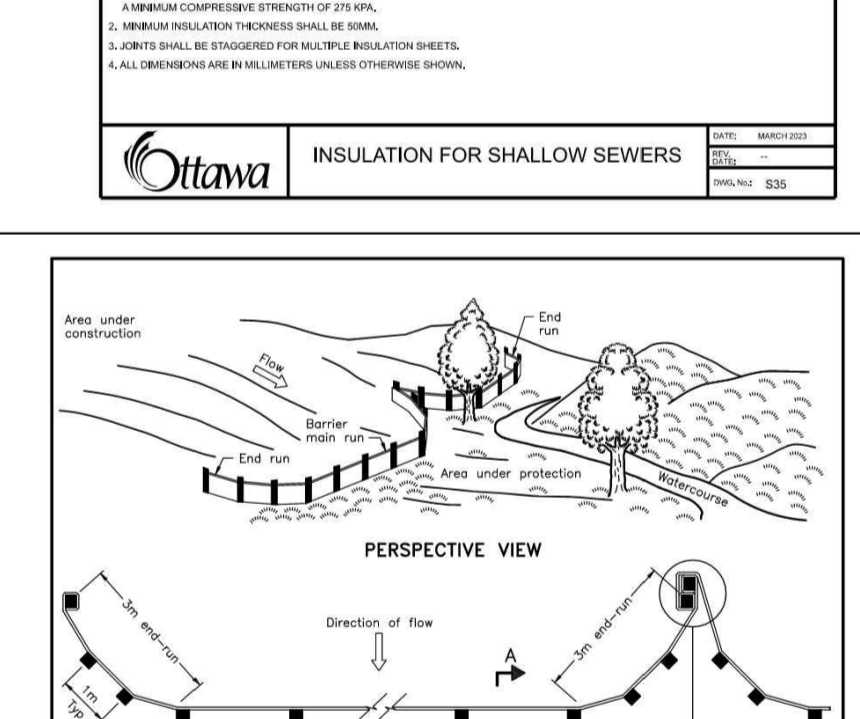 A MINIMUM COMPRESSIVE STRENGTH OF 275 KPA.
2. MINIMUM INSULATION THICKNESS SHALL BE 50MM.
3. JOINTS SHALL BE STAGGERED FOR MULTIPLE INSULATION SHEETS.
4. ALL DIMENSIONS ARE IN MILLIMETERS UNLESS OTHERWISE SHOWN.
Ottawa
INSULATION FOR SHALLOW SEWERS
DATE: MARCH 2023
REV. DATE: --
DWG. No.: S35
Area under
construction
End
run
Flow
Barrier
main run
End run
Area under protection
Watercourse
PERSPECTIVE VIEW
3m end-run
Direction of flow
3m end-run
A
1m
Typ